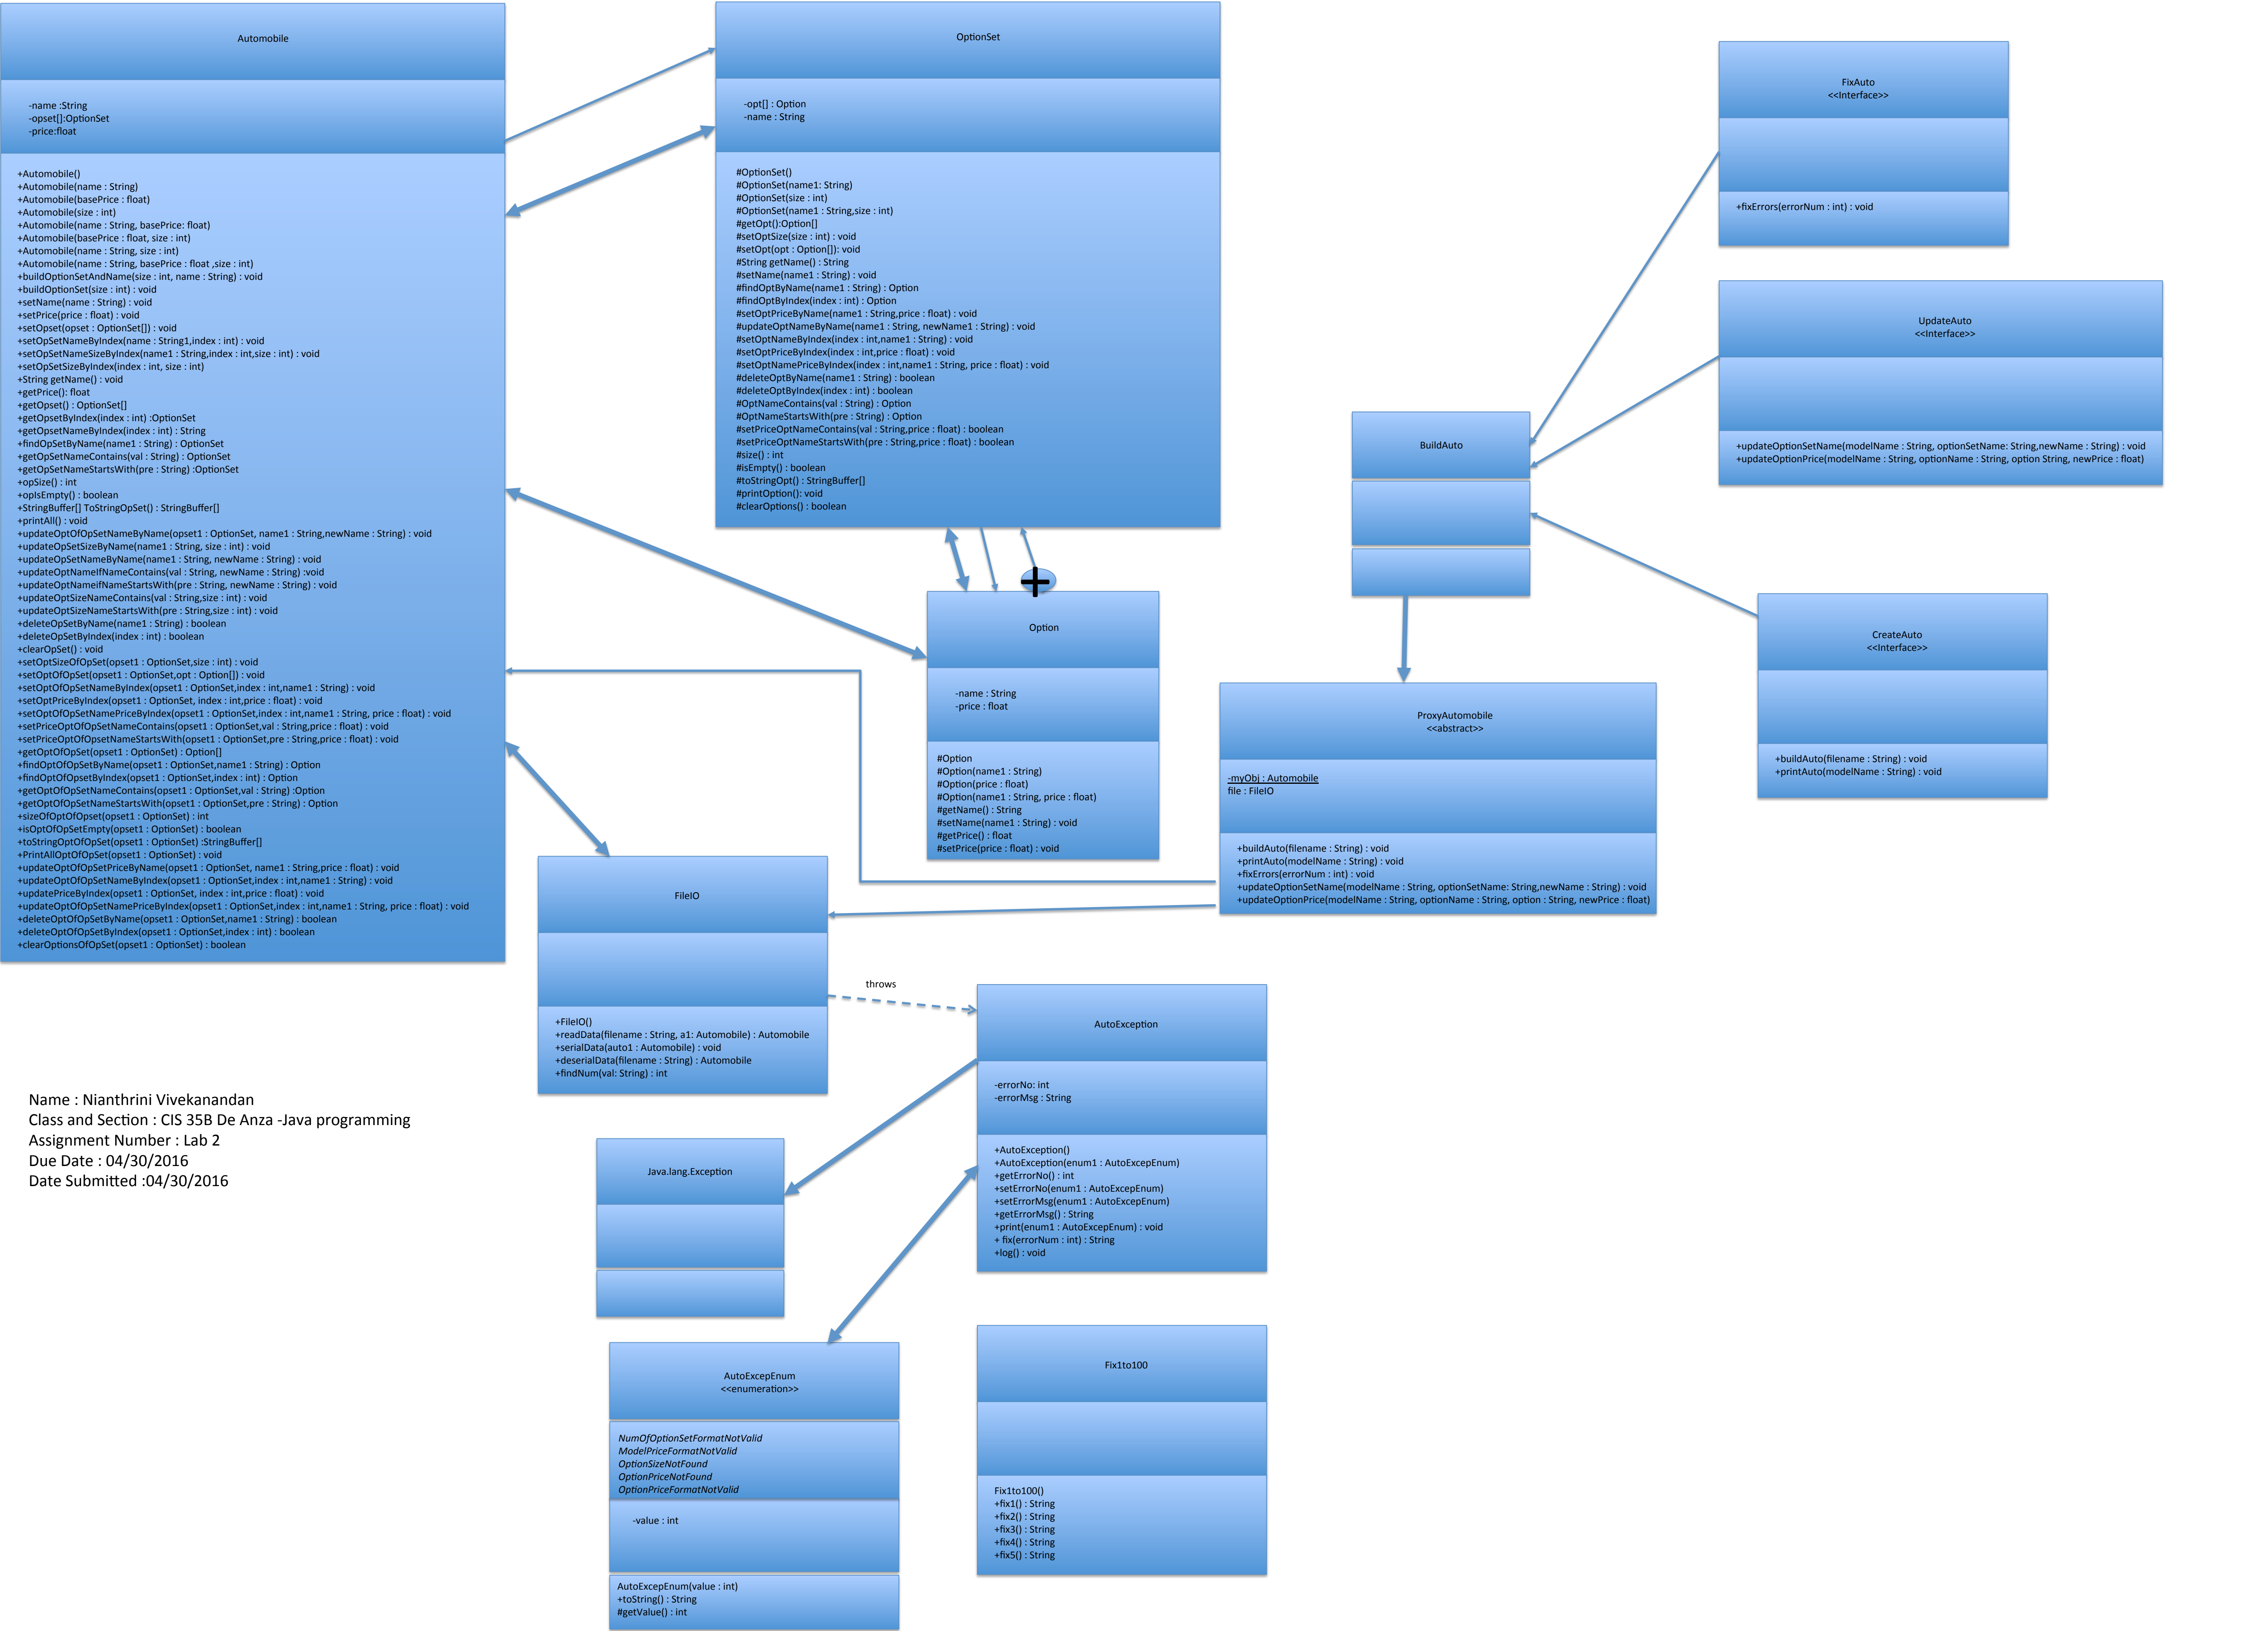 Automobile
-name :String
-opset[]:OptionSet
-price:float
+Automobile()
+Automobile(name : String)
+Automobile(basePrice : float)
+Automobile(size : int)
+Automobile(name : String, basePrice: float)
+Automobile(basePrice : float, size : int)
+Automobile(name : String, size : int)
+Automobile(name : String, basePrice : float ,size : int)
+buildOptionSetAndName(size : int, name : String) : void
+buildOptionSet(size : int) : void
+setName(name : String) : void
+setPrice(price : float) : void
+setOpset(opset : OptionSet[]) : void
+setOpSetNameByIndex(name : String1,index : int) : void
+setOpSetNameSizeByIndex(name1 : String,index : int,size : int) : void
+setOpSetSizeByIndex(index : int, size : int)
+String getName() : void
+getPrice(): float
+getOpset() : OptionSet[]
+getOpsetByIndex(index : int) :OptionSet
+getOpsetNameByIndex(index : int) : String
+findOpSetByName(name1 : String) : OptionSet
+getOpSetNameContains(val : String) : OptionSet
+getOpSetNameStartsWith(pre : String) :OptionSet
+opSize() : int
+opIsEmpty() : boolean
+StringBuffer[] ToStringOpSet() : StringBuffer[]
+printAll() : void
+updateOptOfOpSetNameByName(opset1 : OptionSet, name1 : String,newName : String) : void
+updateOpSetSizeByName(name1 : String, size : int) : void
+updateOpSetNameByName(name1 : String, newName : String) : void
+updateOptNameIfNameContains(val : String, newName : String) :void
+updateOptNameifNameStartsWith(pre : String, newName : String) : void
+updateOptSizeNameContains(val : String,size : int) : void
+updateOptSizeNameStartsWith(pre : String,size : int) : void
+deleteOpSetByName(name1 : String) : boolean
+deleteOpSetByIndex(index : int) : boolean
+clearOpSet() : void
+setOptSizeOfOpSet(opset1 : OptionSet,size : int) : void
+setOptOfOpSet(opset1 : OptionSet,opt : Option[]) : void
+setOptOfOpSetNameByIndex(opset1 : OptionSet,index : int,name1 : String) : void
+setOptPriceByIndex(opset1 : OptionSet, index : int,price : float) : void
+setOptOfOpSetNamePriceByIndex(opset1 : OptionSet,index : int,name1 : String, price : float) : void
+setPriceOptOfOpSetNameContains(opset1 : OptionSet,val : String,price : float) : void
+setPriceOptOfOpsetNameStartsWith(opset1 : OptionSet,pre : String,price : float) : void
+getOptOfOpSet(opset1 : OptionSet) : Option[]
+findOptOfOpSetByName(opset1 : OptionSet,name1 : String) : Option
+findOptOfOpsetByIndex(opset1 : OptionSet,index : int) : Option
+getOptOfOpSetNameContains(opset1 : OptionSet,val : String) :Option
+getOptOfOpSetNameStartsWith(opset1 : OptionSet,pre : String) : Option
+sizeOfOptOfOpset(opset1 : OptionSet) : int
+isOptOfOpSetEmpty(opset1 : OptionSet) : boolean
+toStringOptOfOpSet(opset1 : OptionSet) :StringBuffer[]
+PrintAllOptOfOpSet(opset1 : OptionSet) : void
+updateOptOfOpSetPriceByName(opset1 : OptionSet, name1 : String,price : float) : void
+updateOptOfOpSetNameByIndex(opset1 : OptionSet,index : int,name1 : String) : void
+updatePriceByIndex(opset1 : OptionSet, index : int,price : float) : void
+updateOptOfOpSetNamePriceByIndex(opset1 : OptionSet,index : int,name1 : String, price : float) : void
+deleteOptOfOpSetByName(opset1 : OptionSet,name1 : String) : boolean
+deleteOptOfOpSetByIndex(opset1 : OptionSet,index : int) : boolean
+clearOptionsOfOpSet(opset1 : OptionSet) : boolean
OptionSet
-opt[] : Option
-name : String
#OptionSet()
#OptionSet(name1: String)
#OptionSet(size : int)
#OptionSet(name1 : String,size : int)
#getOpt():Option[]
#setOptSize(size : int) : void
#setOpt(opt : Option[]): void
#String getName() : String
#setName(name1 : String) : void
#findOptByName(name1 : String) : Option
#findOptByIndex(index : int) : Option
#setOptPriceByName(name1 : String,price : float) : void
#updateOptNameByName(name1 : String, newName1 : String) : void
#setOptNameByIndex(index : int,name1 : String) : void
#setOptPriceByIndex(index : int,price : float) : void
#setOptNamePriceByIndex(index : int,name1 : String, price : float) : void
#deleteOptByName(name1 : String) : boolean
#deleteOptByIndex(index : int) : boolean
#OptNameContains(val : String) : Option
#OptNameStartsWith(pre : String) : Option
#setPriceOptNameContains(val : String,price : float) : boolean
#setPriceOptNameStartsWith(pre : String,price : float) : boolean
#size() : int
#isEmpty() : boolean
#toStringOpt() : StringBuffer[]
#printOption(): void
#clearOptions() : boolean
Option
-name : String
-price : float
#Option
#Option(name1 : String)
#Option(price : float)
#Option(name1 : String, price : float)
#getName() : String
#setName(name1 : String) : void
#getPrice() : float
#setPrice(price : float) : void
FixAuto
<<Interface>>
+fixErrors(errorNum : int) : void
UpdateAuto
<<Interface>>
+updateOptionSetName(modelName : String, optionSetName: String,newName : String) : void
+updateOptionPrice(modelName : String, optionName : String, option String, newPrice : float)
BuildAuto
CreateAuto
<<Interface>>
+buildAuto(filename : String) : void
+printAuto(modelName : String) : void
ProxyAutomobile
<<abstract>>
-myObj : Automobile
file : FileIO
+buildAuto(filename : String) : void
+printAuto(modelName : String) : void
+fixErrors(errorNum : int) : void
+updateOptionSetName(modelName : String, optionSetName: String,newName : String) : void
+updateOptionPrice(modelName : String, optionName : String, option : String, newPrice : float)
FileIO
+FileIO()
+readData(filename : String, a1: Automobile) : Automobile
+serialData(auto1 : Automobile) : void
+deserialData(filename : String) : Automobile
+findNum(val: String) : int
throws
AutoException
-errorNo: int
-errorMsg : String
+AutoException()
+AutoException(enum1 : AutoExcepEnum)
+getErrorNo() : int
+setErrorNo(enum1 : AutoExcepEnum)
+setErrorMsg(enum1 : AutoExcepEnum)
+getErrorMsg() : String
+print(enum1 : AutoExcepEnum) : void
+ fix(errorNum : int) : String
+log() : void
Name : Nianthrini Vivekanandan
Class and Section : CIS 35B De Anza -Java programming
Assignment Number : Lab 2
Due Date : 04/30/2016
Date Submitted :04/30/2016
Java.lang.Exception
AutoExcepEnum
<<enumeration>>
NumOfOptionSetFormatNotValid
ModelPriceFormatNotValid
OptionSizeNotFound
OptionPriceNotFound
OptionPriceFormatNotValid
-value : int
AutoExcepEnum(value : int)
+toString() : String
#getValue() : int
Fix1to100
Fix1to100()
+fix1() : String
+fix2() : String
+fix3() : String
+fix4() : String
+fix5() : String